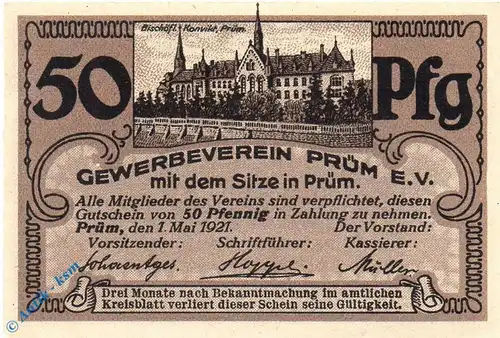 Bischöfl. Konvikt, Prüm.
50 Pfg
GEWERBEVEREIN PRÜM E.V.
mit dem Sitze in Prüm.
Alle Mitglieder des Vereins sind verpflichtet, diesen
Gutschein von 50 Pfennig in Zahlung zu nehmen.
Prüm, den 1. Mai 1921. Der Vorstand:
Vorsitzender: Schriftführer: Kassierer:
Hoppe. Müller
Drei Monate nach Bekanntmachung im amtlichen
Kreisblatt verliert dieser Schein seine Gültigkeit.